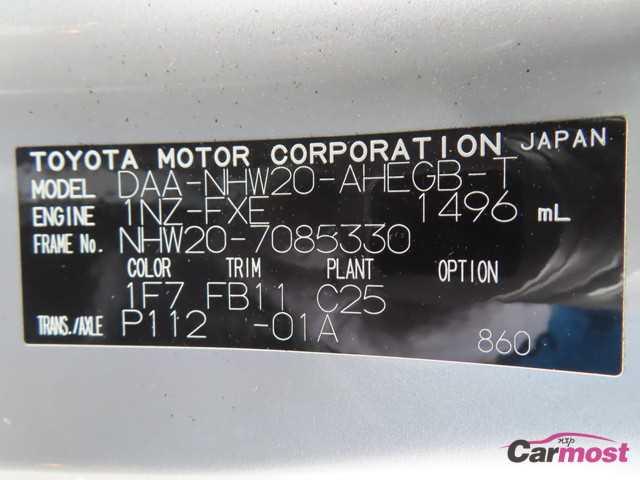 TOYOTA MOTOR CORPORATION JAPAN
MODEL DAA-NHW20-AHEGB-T
ENGINE 1NZ-FXE 1496 mL
FRAME No. NHW20-7085330
COLOR TRIM PLANT OPTION
1F7 FB11 C25
TRANS./AXLE P112 -01A
860
nxp
Carmost